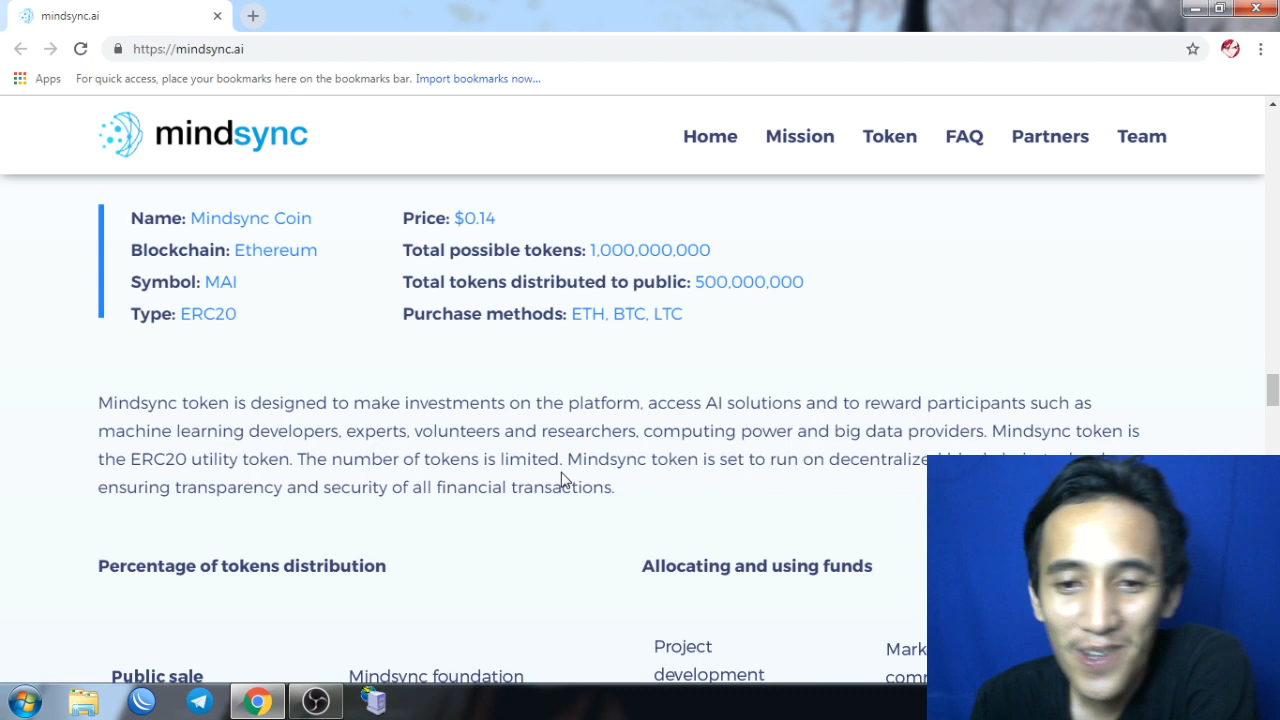 mindsync.ai
https://mindsync.ai
Apps For quick access, place your bookmarks here on the bookmarks bar. Import bookmarks now...
mindsync
Home Mission Token FAQ Partners Team
Name: Mindsync Coin
Blockchain: Ethereum
Symbol: MAI
Type: ERC20
Price: $0.14
Total possible tokens: 1,000,000,000
Total tokens distributed to public: 500,000,000
Purchase methods: ETH, BTC, LTC
Mindsync token is designed to make investments on the platform, access AI solutions and to reward participants such as
machine learning developers, experts, volunteers and researchers, computing power and big data providers. Mindsync token is
the ERC20 utility token. The number of tokens is limited. Mindsync token is set to run on
ensuring transparency and security of all financial transactions.
Percentage of tokens distribution
Public sale
Mindsync foundation
Allocating and using funds
Project
development